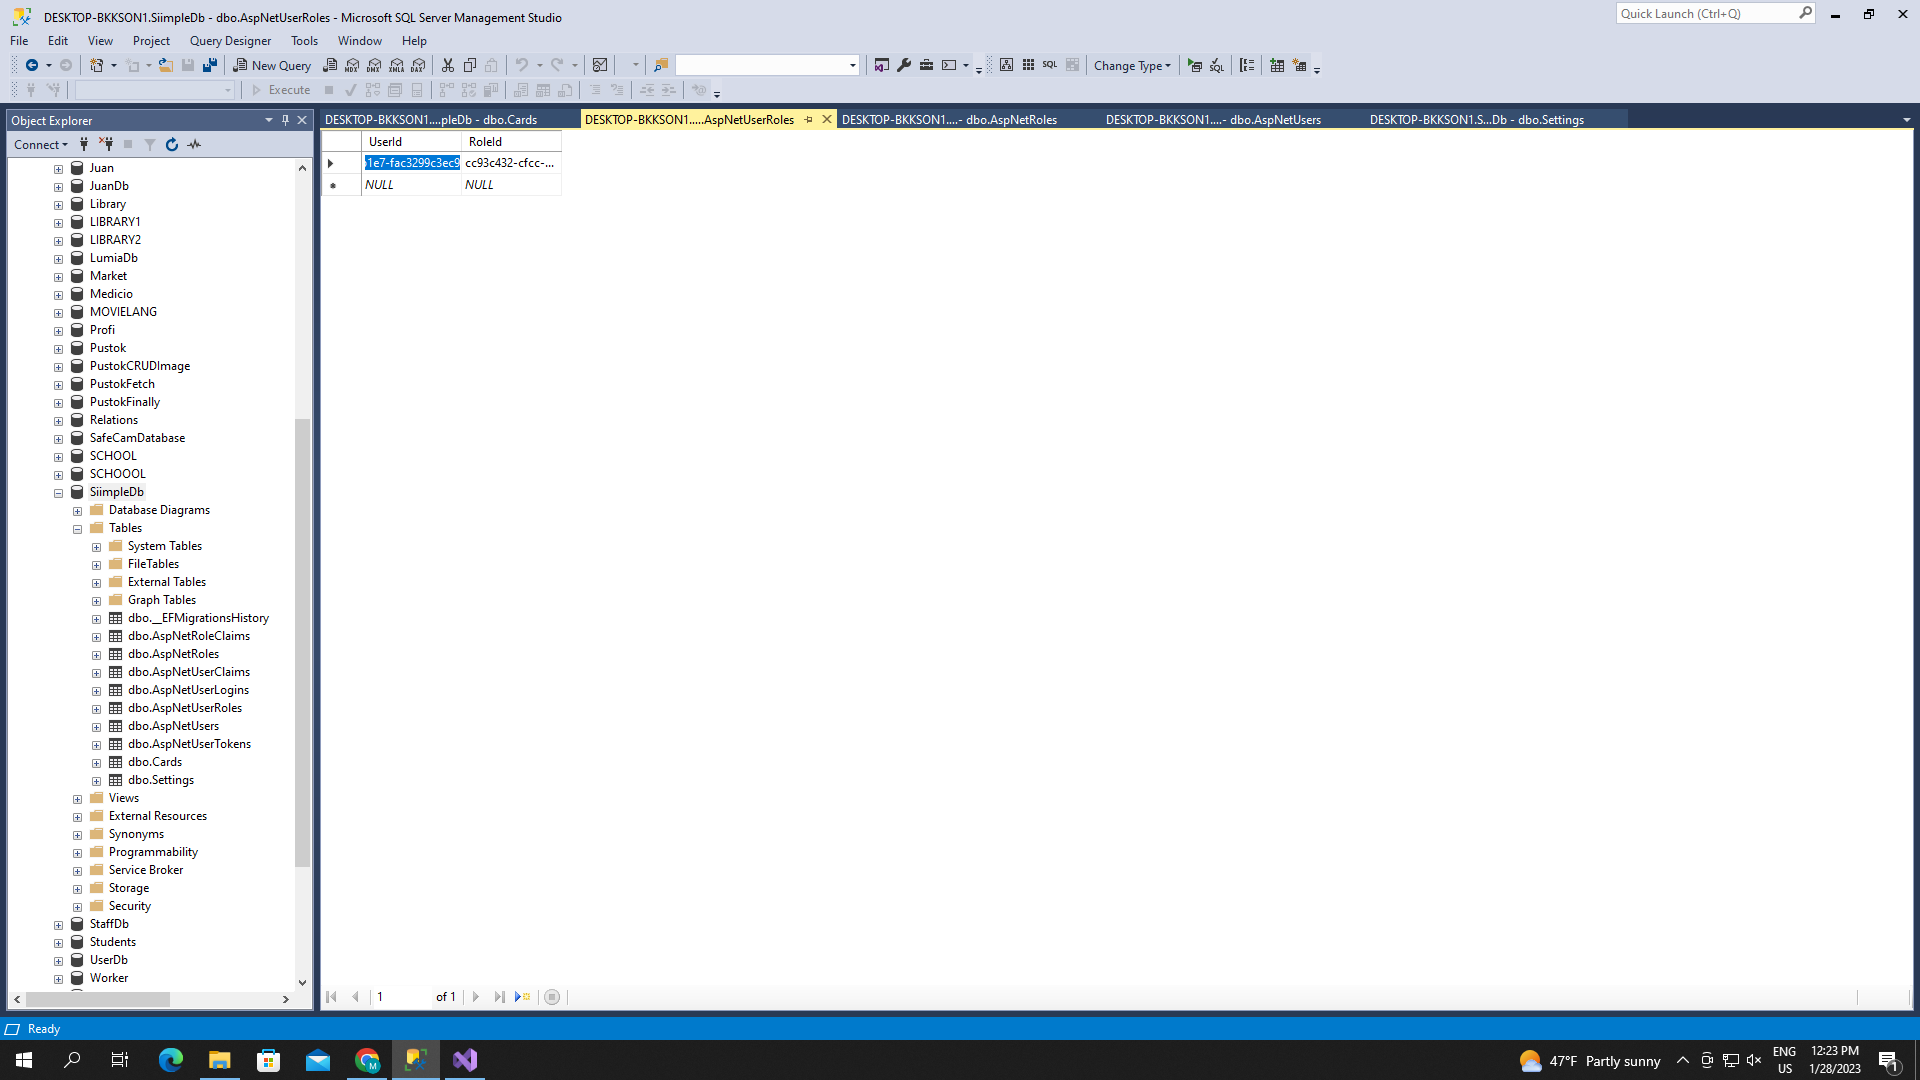 DESKTOP-BKKSON1.SiimpleDb - dbo.AspNetUserRoles - Microsoft SQL Server Management Studio
Quick Launch (Ctrl+Q)
File Edit View Project Query Designer Tools Window Help
New Query MDX DMX XMLA DAX SQL Change Type SQL
Execute
Object Explorer
Connect
Juan
JuanDb
Library
LIBRARY1
LIBRARY2
LumiaDb
Market
Medicio
MOVIELANG
Profi
Pustok
PustokCRUDImage
PustokFetch
PustokFinally
Relations
SafeCamDatabase
SCHOOL
SCHOOOL
SiimpleDb
Database Diagrams
Tables
System Tables
FileTables
External Tables
Graph Tables
dbo.__EFMigrationsHistory
dbo.AspNetRoleClaims
dbo.AspNetRoles
dbo.AspNetUserClaims
dbo.AspNetUserLogins
dbo.AspNetUserRoles
dbo.AspNetUsers
dbo.AspNetUserTokens
dbo.Cards
dbo.Settings
Views
External Resources
Synonyms
Programmability
Service Broker
Storage
Security
StaffDb
Students
UserDb
Worker
DESKTOP-BKKSON1....pleDb - dbo.Cards DESKTOP-BKKSON1.....AspNetUserRoles DESKTOP-BKKSON1....- dbo.AspNetRoles DESKTOP-BKKSON1....- dbo.AspNetUsers DESKTOP-BKKSON1.S...Db - dbo.Settings
UserId RoleId
1e7-fac3299c3ec9 cc93c432-cfcc-...
NULL NULL
1 of 1
Ready
M
47°F Partly sunny
ENG
US
12:23 PM
1/28/2023
1